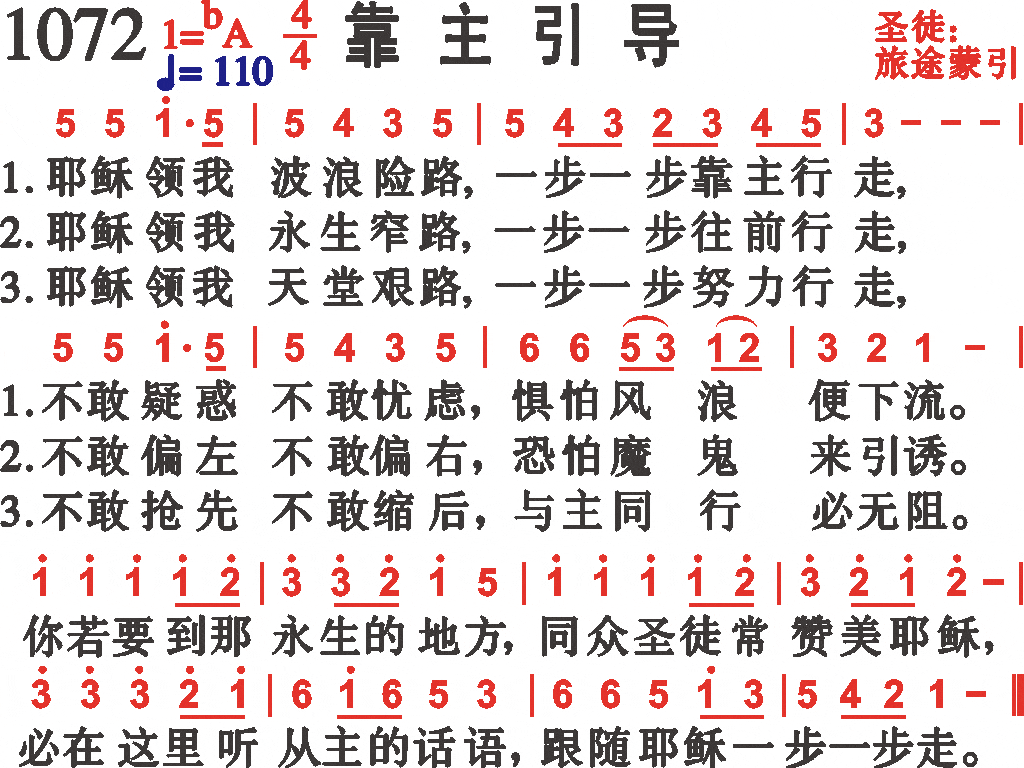 1072 1=ᵇA 4/4 靠主引导 圣徒：
♩= 110 旅途蒙引
5 5 i·5 | 5 4 3 5 | 5 4 3 2 3 4 5 | 3 – – – |
1. 耶稣领我 波浪险路, 一步一步靠主行走,
2. 耶稣领我 永生窄路, 一步一步往前行走,
3. 耶稣领我 天堂艰路, 一步一步努力行走,
5 5 i·5 | 5 4 3 5 | 6 6 5 3 1 2 | 3 2 1 – |
1. 不敢疑惑 不敢忧虑, 惧怕风浪 便下流。
2. 不敢偏左 不敢偏右, 恐怕魔鬼 来引诱。
3. 不敢抢先 不敢缩后, 与主同行 必无阻。
i i i i 2̇ | 3̇ 3̇ 2̇ i 5 | i i i i 2̇ | 3̇ 2̇ i 2̇ – |
你若要到那 永生的地方, 同众圣徒常 赞美耶稣,
3̇ 3̇ 3̇ 2̇ i | 6 i 6 5 3 | 6 6 5 i 3 | 5 4 2 1 – ‖
必在这里听 从主的话语, 跟随耶稣一步一步走。